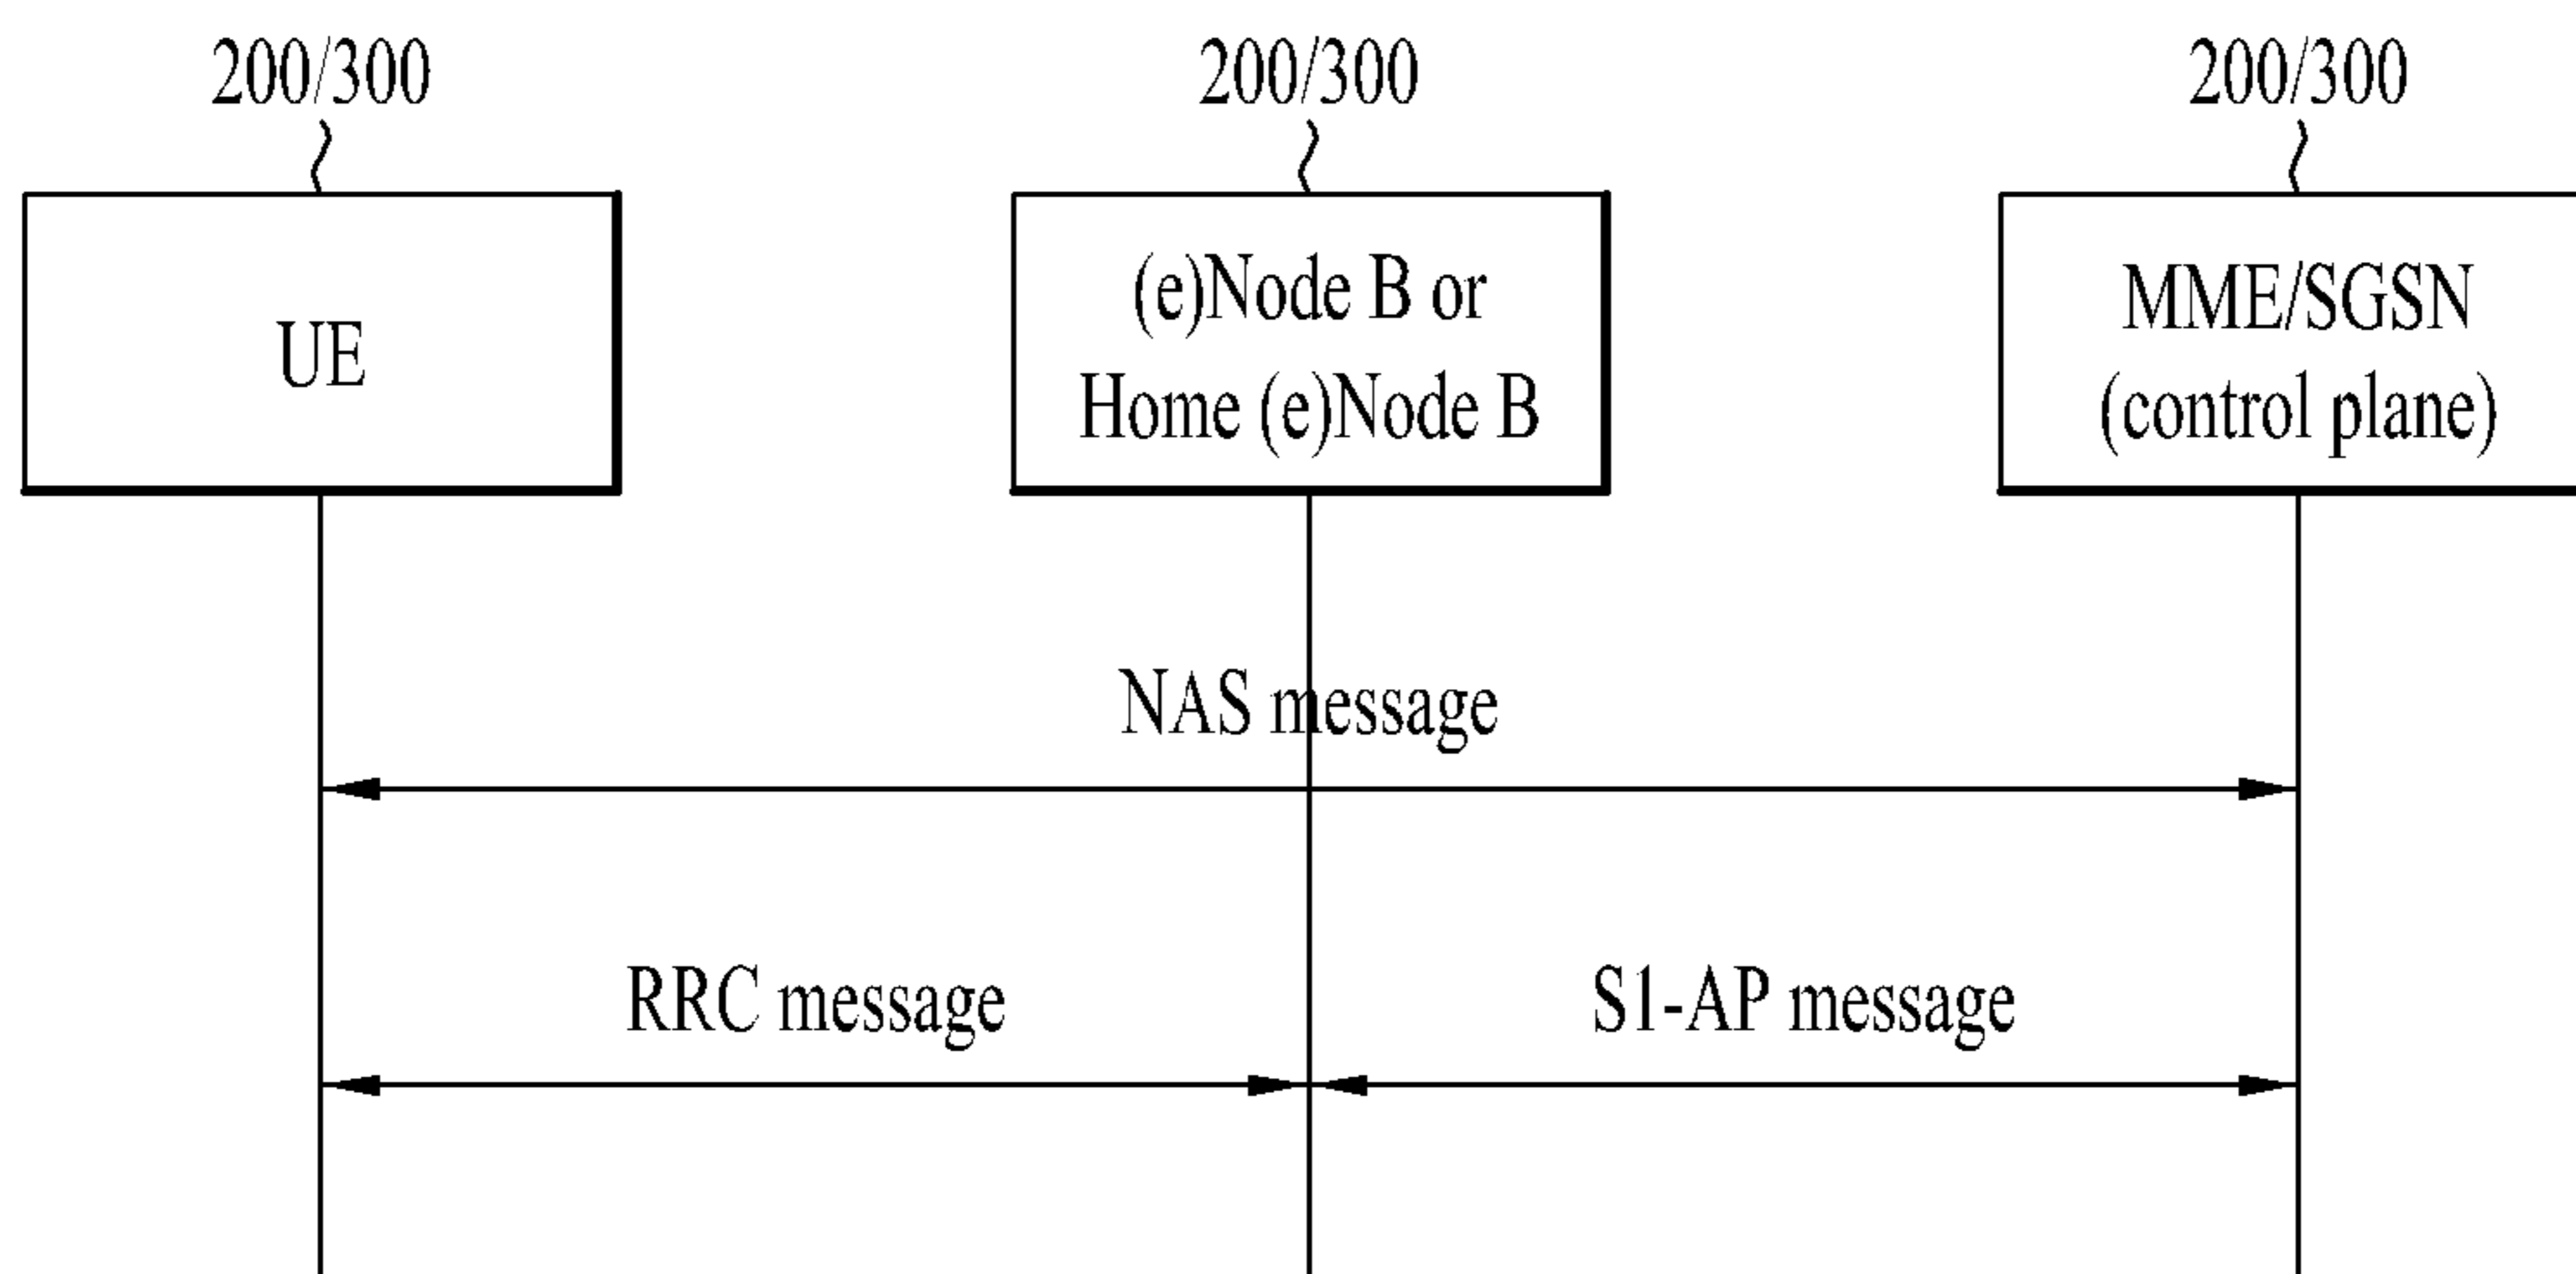 200/300
200/300
200/300
UE
(e)Node B or
Home (e)Node B
MME/SGSN
(control plane)
NAS message
RRC message
S1-AP message